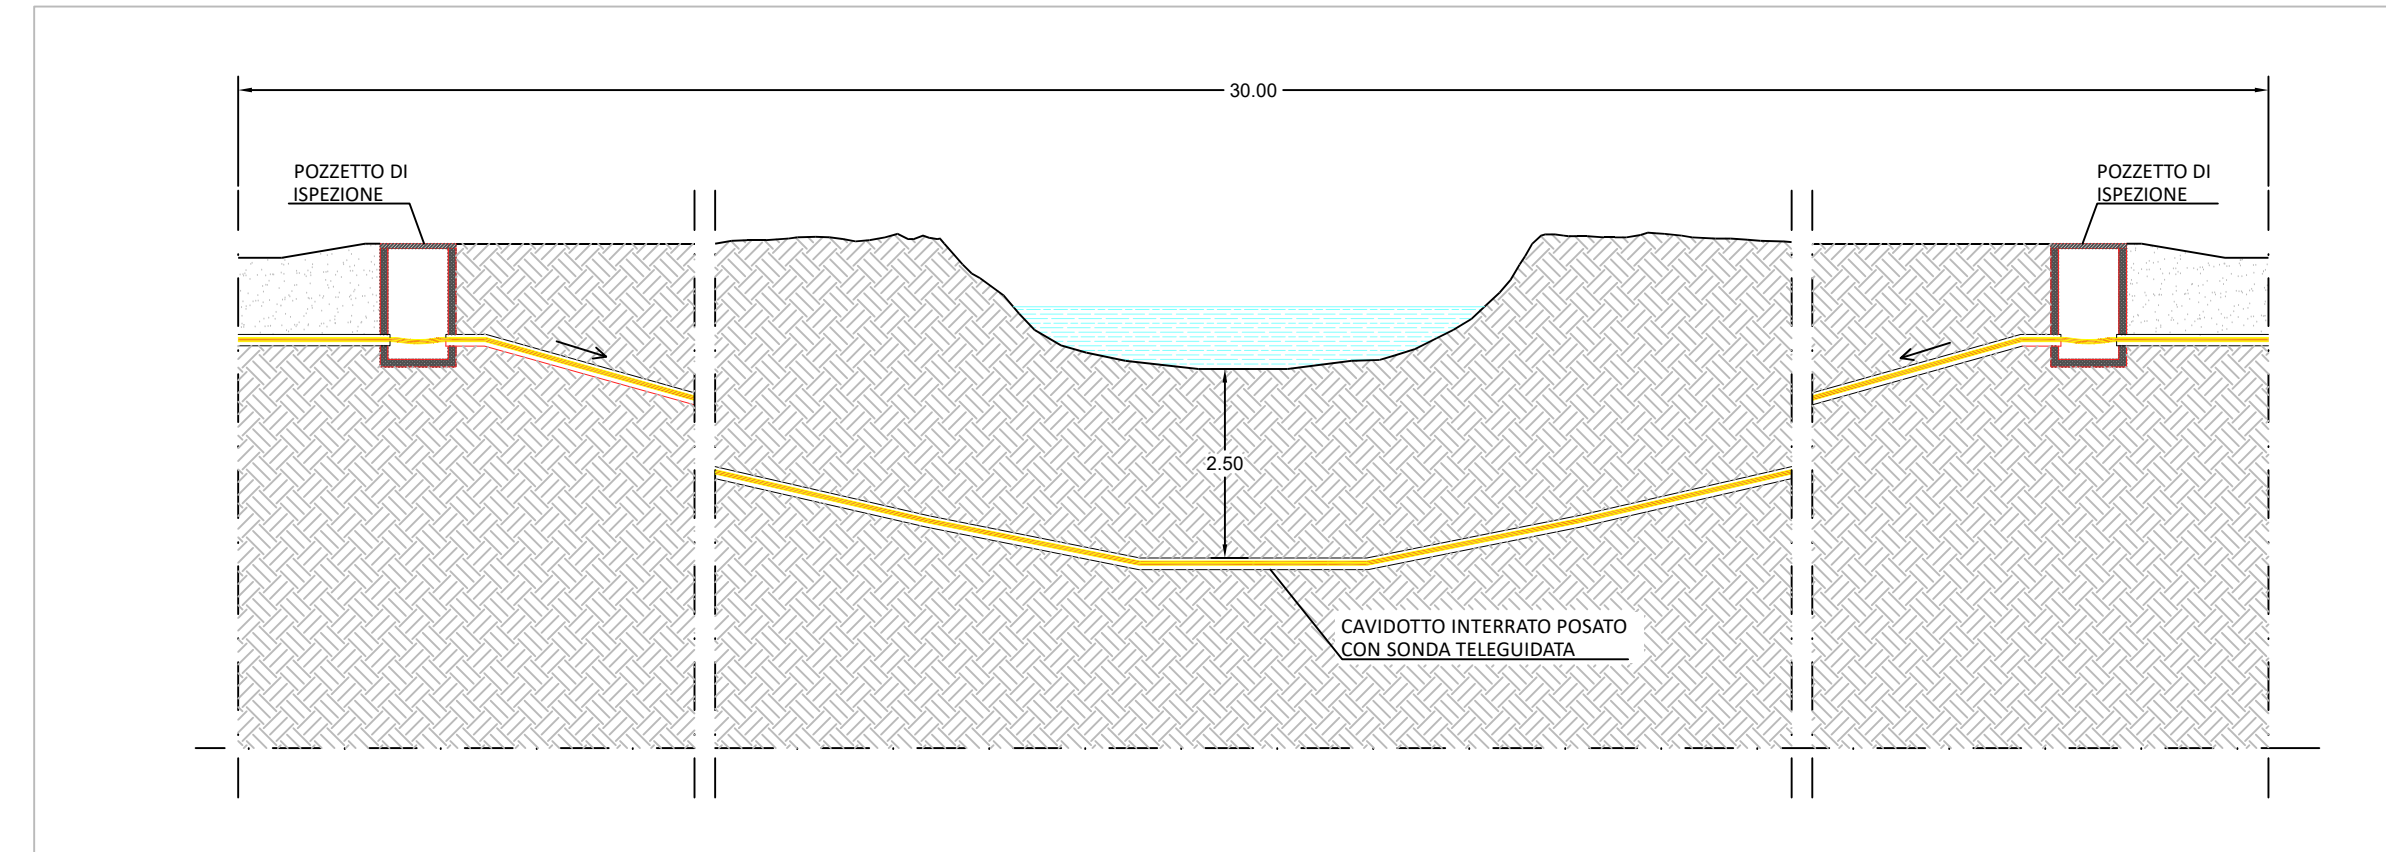 30.00
POZZETTO DI
ISPEZIONE
POZZETTO DI
ISPEZIONE
2.50
CAVIDOTTO INTERRATO POSATO
CON SONDA TELEGUIDATA